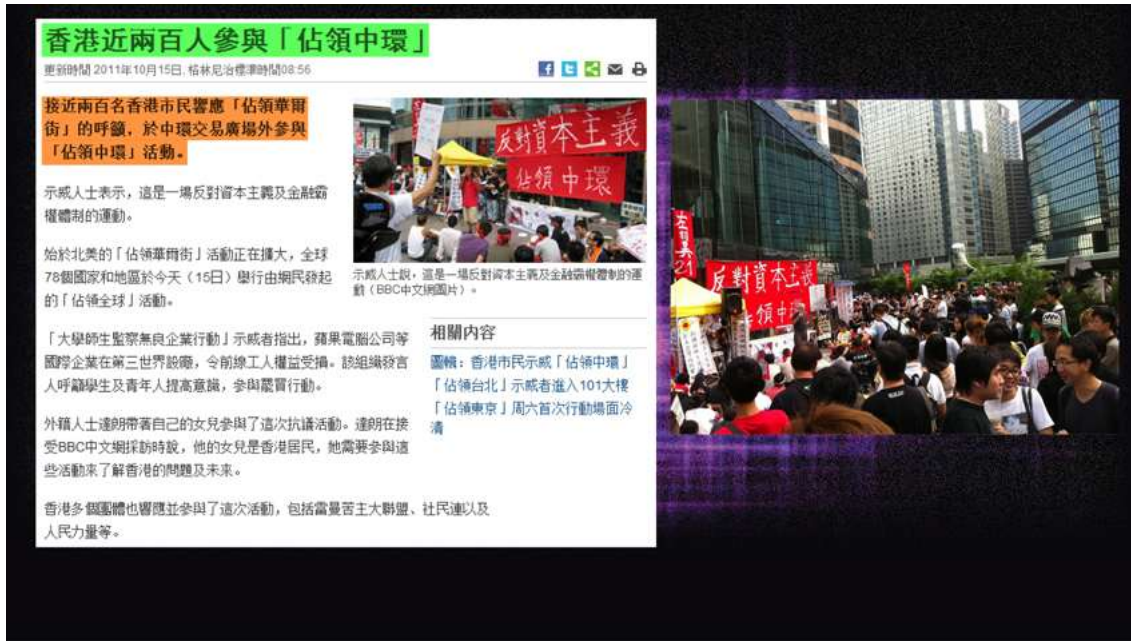 香港近兩百人參與「佔領中環」
更新時間 2011年10月15日, 格林尼治標準時間08:56
接近兩百名香港市民響應「佔領華爾
街」的呼籲，於中環交易廣場外參與
「佔領中環」活動。
示威人士表示，這是一場反對資本主義及金融霸
權體制的運動。
始於北美的「佔領華爾街」活動正在擴大，全球
78個國家和地區於今天（15日）舉行由網民發起
的「佔領全球」活動。
「大學師生監察無良企業行動」示威者指出，蘋果電腦公司等
國際企業在第三世界設廠，令前線工人權益受損。該組織發言
人呼籲學生及青年人提高意識，參與罷買行動。
外籍人士達朗帶著自己的女兒參與了這次抗議活動。達朗在接
受BBC中文網採訪時說，他的女兒是香港居民，她需要參與這
些活動來了解香港的問題及未來。
香港多個團體也響應並參與了這次活動，包括雷曼苦主大聯盟、社民連以及
人民力量等。
反對資本主義
佔領中環
示威人士說，這是一場反對資本主義及金融霸權體制的運
動（BBC中文網圖片）。
相關內容
圖輯：香港市民示威「佔領中環」
「佔領台北」示威者進入101大樓
「佔領東京」周六首次行動場面冷
清
左翼
21
反對資本主義
佔領中